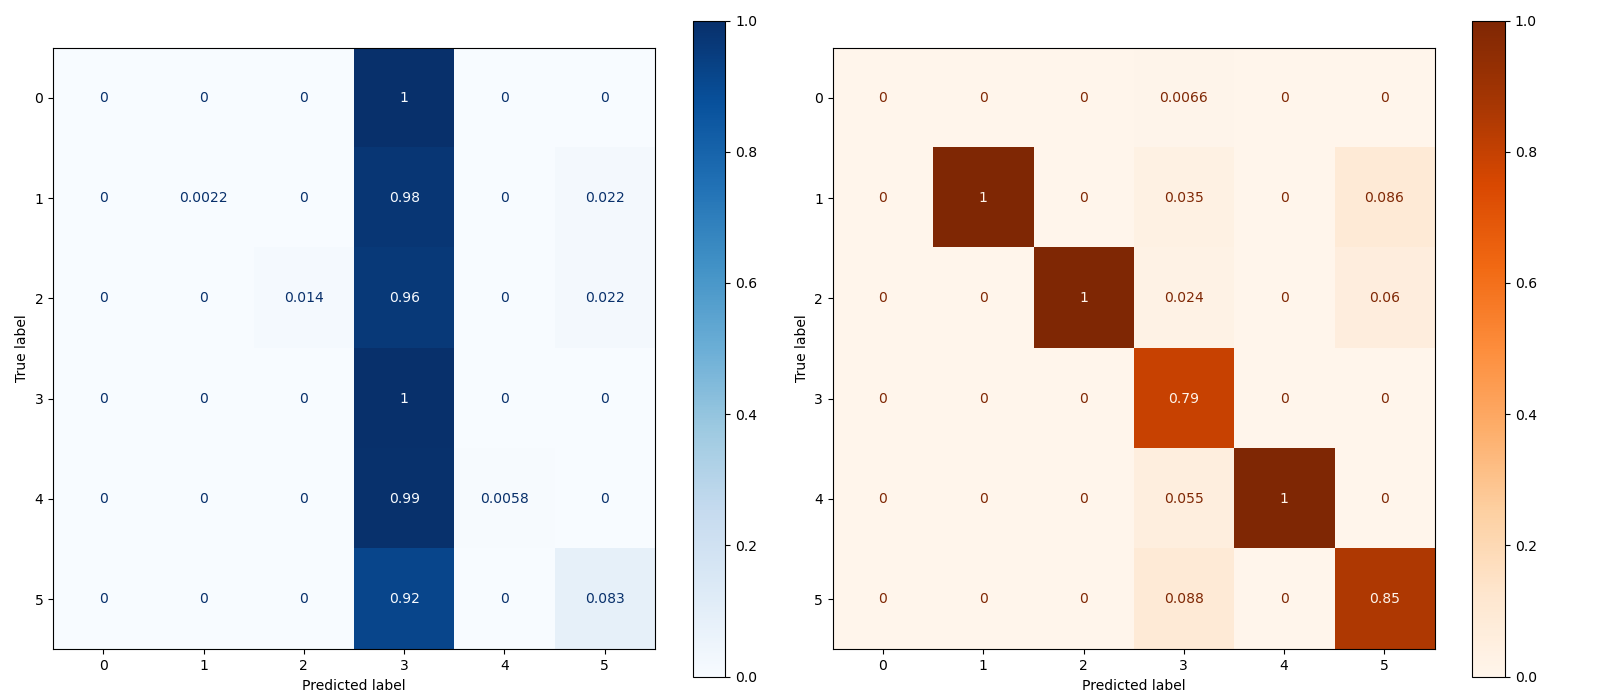 0 0 0 0 1 0 0
1 0 0.0022 0 0.98 0 0.022
2 0 0 0.014 0.96 0 0.022
3 0 0 0 1 0 0
4 0 0 0 0.99 0.0058 0
5 0 0 0 0.92 0 0.083
0 1 2 3 4 5
True label
Predicted label
1.0
0.8
0.6
0.4
0.2
0.0
0 0 0 0 0.0066 0 0
1 0 1 0 0.035 0 0.086
2 0 0 1 0.024 0 0.06
3 0 0 0 0.79 0 0
4 0 0 0 0.055 1 0
5 0 0 0 0.088 0 0.85
0 1 2 3 4 5
True label
Predicted label
1.0
0.8
0.6
0.4
0.2
0.0